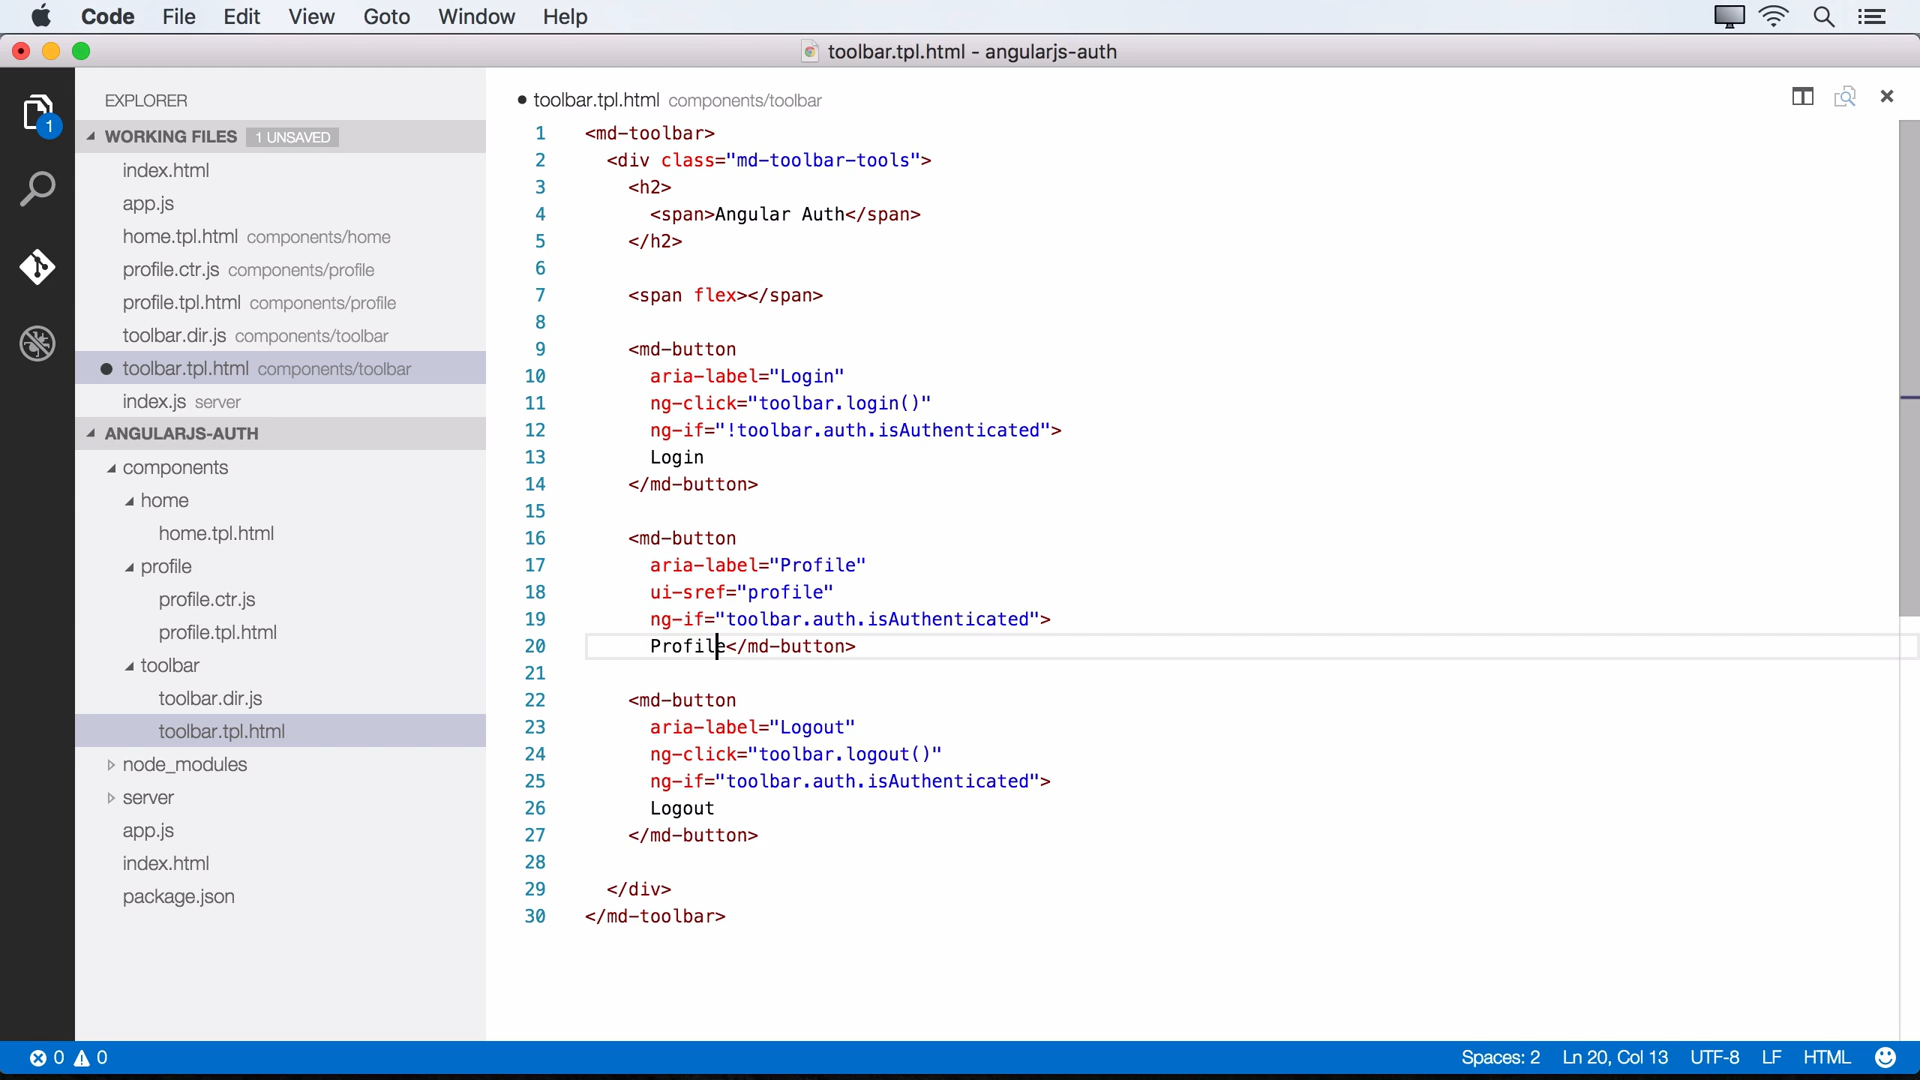 Code File Edit View Goto Window Help
toolbar.tpl.html - angularjs-auth
EXPLORER
1
WORKING FILES 1 UNSAVED
index.html
app.js
home.tpl.html components/home
profile.ctr.js components/profile
profile.tpl.html components/profile
toolbar.dir.js components/toolbar
toolbar.tpl.html components/toolbar
index.js server
ANGULARJS-AUTH
components
home
home.tpl.html
profile
profile.ctr.js
profile.tpl.html
toolbar
toolbar.dir.js
toolbar.tpl.html
node_modules
server
app.js
index.html
package.json
toolbar.tpl.html components/toolbar
1 <md-toolbar>
2 <div class="md-toolbar-tools">
3 <h2>
4 <span>Angular Auth</span>
5 </h2>
6
7 <span flex></span>
8
9 <md-button
10 aria-label="Login"
11 ng-click="toolbar.login()"
12 ng-if="!toolbar.auth.isAuthenticated">
13 Login
14 </md-button>
15
16 <md-button
17 aria-label="Profile"
18 ui-sref="profile"
19 ng-if="toolbar.auth.isAuthenticated">
20 Profile</md-button>
21
22 <md-button
23 aria-label="Logout"
24 ng-click="toolbar.logout()"
25 ng-if="toolbar.auth.isAuthenticated">
26 Logout
27 </md-button>
28
29 </div>
30 </md-toolbar>
0 0 Spaces: 2 Ln 20, Col 13 UTF-8 LF HTML